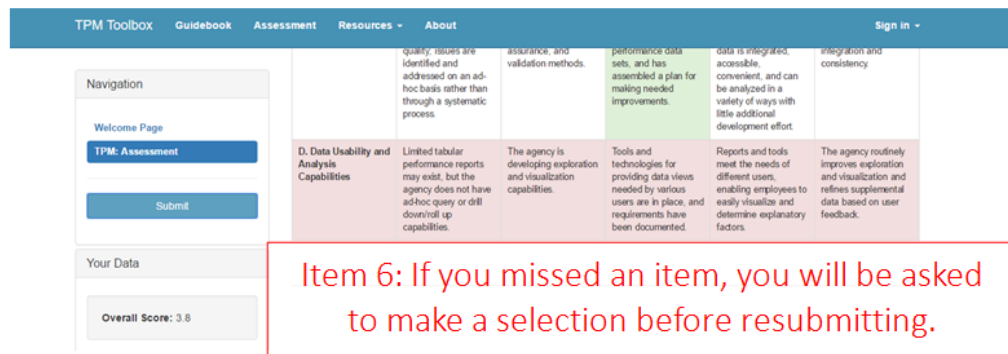 TPM Toolbox Guidebook Assessment Resources About Sign in
Navigation
Welcome Page
TPM: Assessment
Submit
Your Data
Overall Score: 3.8
quality; issues are
identified and
addressed on an ad-
hoc basis rather than
through a systematic
process.
assurance, and
validation methods.
performance data
sets, and has
assembled a plan for
making needed
improvements.
data is integrated,
accessible,
convenient, and can
be analyzed in a
variety of ways with
little additional
development effort.
integration and
consistency.
D. Data Usability and
Analysis
Capabilities
Limited tabular
performance reports
may exist, but the
agency does not have
ad-hoc query or drill
down/roll up
capabilities.
The agency is
developing exploration
and visualization
capabilities.
Tools and
technologies for
providing data views
needed by various
users are in place, and
requirements have
been documented.
Reports and tools
meet the needs of
different users,
enabling employees to
easily visualize and
determine explanatory
factors.
The agency routinely
improves exploration
and visualization and
refines supplemental
data based on user
feedback.
Item 6: If you missed an item, you will be asked
to make a selection before resubmitting.